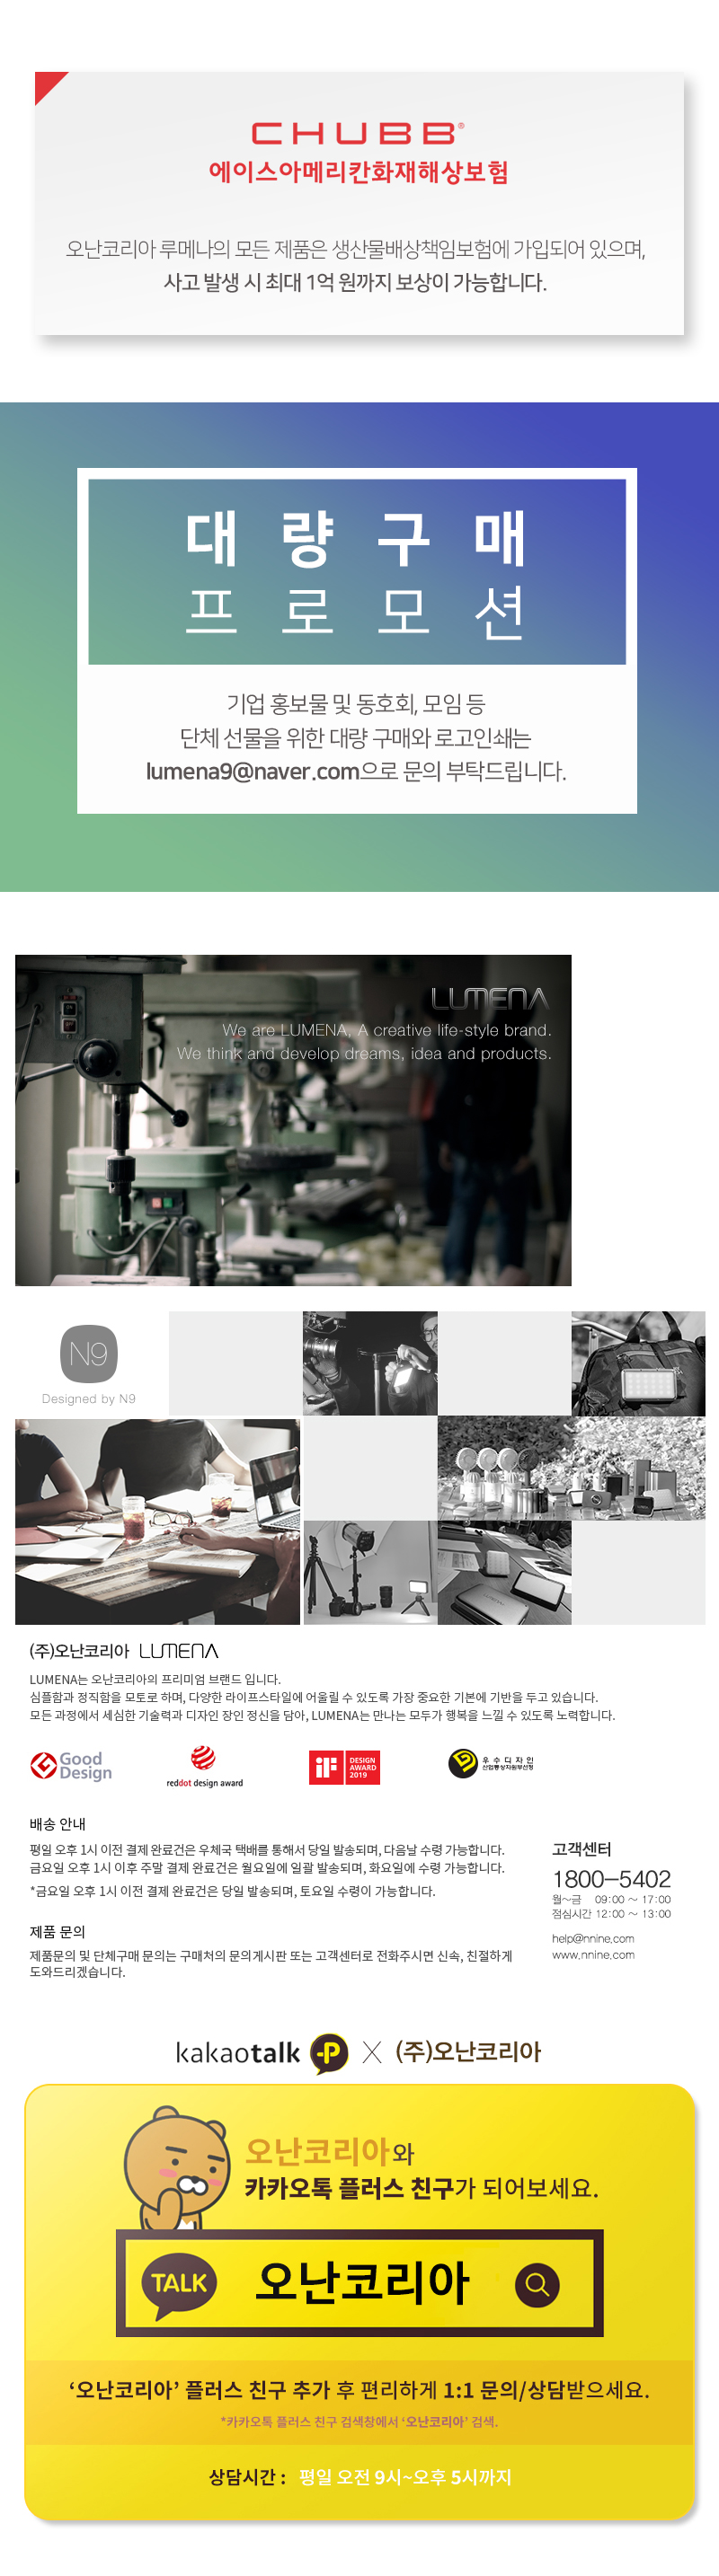 CHUBB®
에이스아메리칸화재해상보험
오난코리아 루메나의 모든 제품은 생산물배상책임보험에 가입되어 있으며,
사고 발생 시 최대 1억 원까지 보상이 가능합니다.
대량구매
프로모션
기업 홍보물 및 동호회, 모임 등
단체 선물을 위한 대량 구매와 로고인쇄는
lumena9@naver.com으로 문의 부탁드립니다.
LUMENA
We are LUMENA, A creative life-style brand.
We think and develop dreams, idea and products.
N9
Designed by N9
(주)오난코리아 LUMENA
LUMENA는 오난코리아의 프리미엄 브랜드 입니다.
심플함과 정직함을 모토로 하며, 다양한 라이프스타일에 어울릴 수 있도록 가장 중요한 기본에 기반을 두고 있습니다.
모든 과정에서 세심한 기술력과 디자인 장인 정신을 담아, LUMENA는 만나는 모두가 행복을 느낄 수 있도록 노력합니다.
Good
Design
reddot design award
iF
DESIGN
AWARD
2019
우수디자인
산업통상자원부선정
배송 안내
평일 오후 1시 이전 결제 완료건은 우체국 택배를 통해서 당일 발송되며, 다음날 수령 가능합니다.
금요일 오후 1시 이후 주말 결제 완료건은 월요일에 일괄 발송되며, 화요일에 수령 가능합니다.
*금요일 오후 1시 이전 결제 완료건은 당일 발송되며, 토요일 수령이 가능합니다.
제품 문의
제품문의 및 단체구매 문의는 구매처의 문의게시판 또는 고객센터로 전화주시면 신속, 친절하게
도와드리겠습니다.
고객센터
1800-5402
월~금 09:00 ~ 17:00
점심시간 12:00 ~ 13:00
help@nnine.com
www.nnine.com
kakaotalk P X (주)오난코리아
오난코리아와
카카오톡 플러스 친구가 되어보세요.
TALK 오난코리아
‘오난코리아’ 플러스 친구 추가 후 편리하게 1:1 문의/상담받으세요.
*카카오톡 플러스 친구 검색창에서 ‘오난코리아’ 검색.
상담시간 : 평일 오전 9시~오후 5시까지